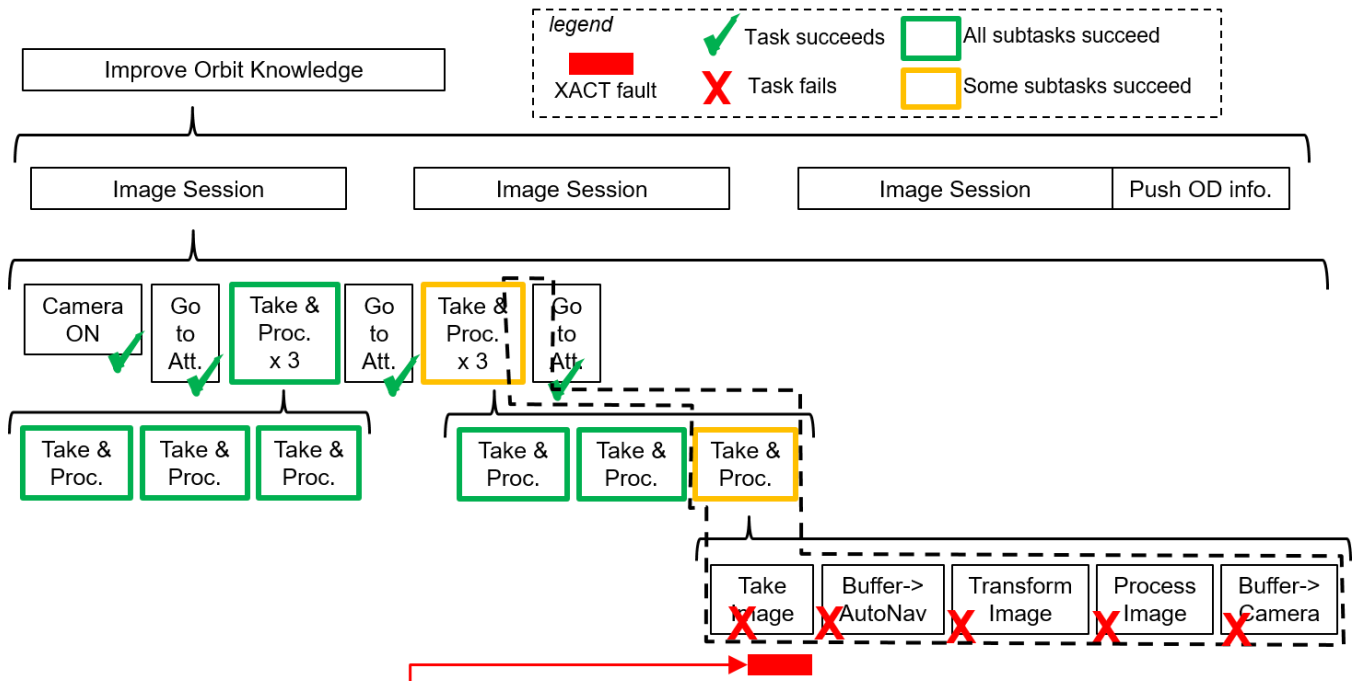 legend
Task succeeds
All subtasks succeed
Improve Orbit Knowledge
XACT fault
Task fails
Some subtasks succeed
Image Session
Image Session
Image Session
Push OD info.
Camera
ON
Go
to
Att.
Take &
Proc.
x 3
Go
to
Att.
Take &
Proc.
x 3
Go
to
Att.
Take &
Proc.
Take &
Proc.
Take &
Proc.
Take &
Proc.
Take &
Proc.
Take &
Proc.
Take
Image
Buffer->
AutoNav
Transform
Image
Process
Image
Buffer->
Camera